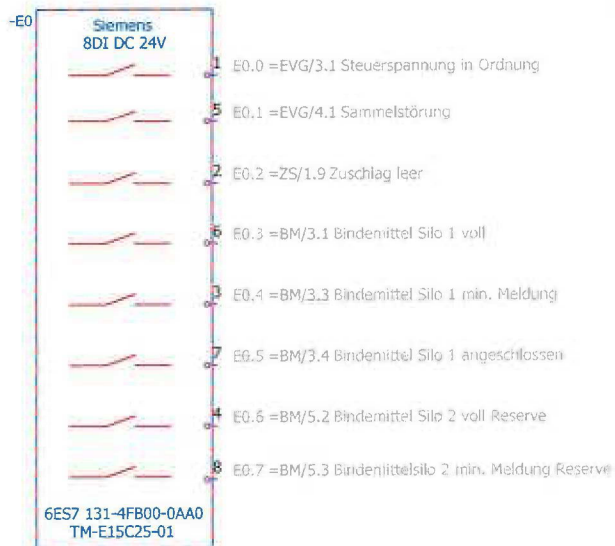 -E0
Siemens
8DI DC 24V
1 E0.0 =EVG/3.1 Steuerspannung in Ordnung
5 E0.1 =EVG/4.1 Sammelstörung
2 E0.2 =ZS/1.9 Zuschlag leer
6 E0.3 =BM/3.1 Bindemittel Silo 1 voll
3 E0.4 =BM/3.3 Bindemittel Silo 1 min. Meldung
7 E0.5 =BM/3.4 Bindemittel Silo 1 angeschlossen
4 E0.6 =BM/5.2 Bindemittel Silo 2 voll Reserve
8 E0.7 =BM/5.3 Bindemittelsilo 2 min. Meldung Reserve
6ES7 131-4FB00-0AA0
TM-E15C25-01